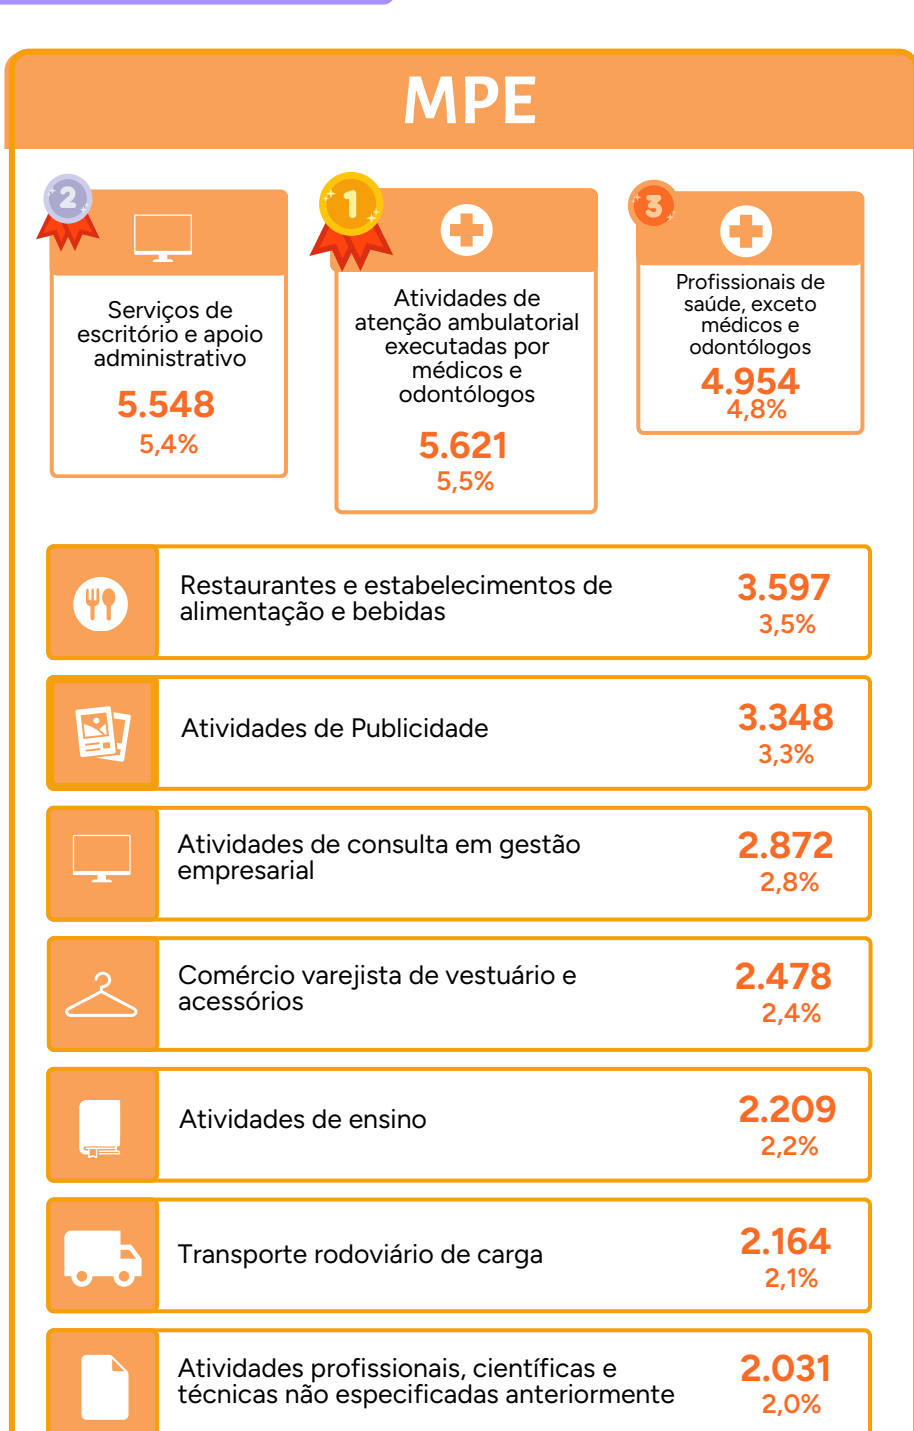 MPE
2
Serviços de
escritório e apoio
administrativo
5.548
5,4%
1
Atividades de
atenção ambulatorial
executadas por
médicos e
odontólogos
5.621
5,5%
3
Profissionais de
saúde, exceto
médicos e
odontólogos
4.954
4,8%
Restaurantes e estabelecimentos de
alimentação e bebidas
3.597
3,5%
Atividades de Publicidade
3.348
3,3%
Atividades de consulta em gestão
empresarial
2.872
2,8%
Comércio varejista de vestuário e
acessórios
2.478
2,4%
Atividades de ensino
2.209
2,2%
Transporte rodoviário de carga
2.164
2,1%
Atividades profissionais, científicas e
técnicas não especificadas anteriormente
2.031
2,0%